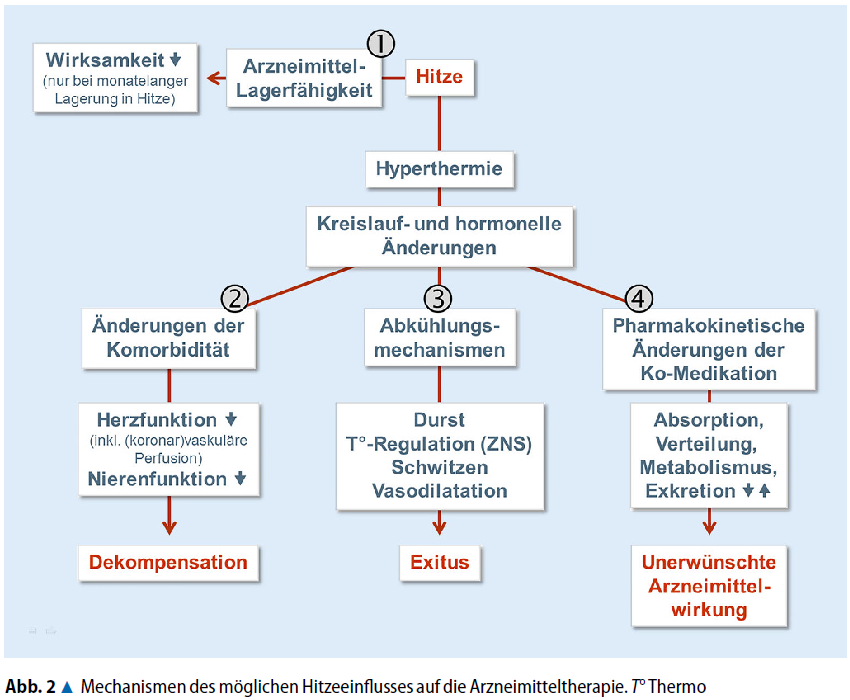 ①
Wirksamkeit 🡇
(nur bei monatelanger
Lagerung in Hitze)
Arzneimittel-
Lagerfähigkeit
Hitze
Hyperthermie
Kreislauf- und hormonelle
Änderungen
②
Änderungen der
Komorbidität
③
Abkühlungs-
mechanismen
④
Pharmakokinetische
Änderungen der
Ko-Medikation
Herzfunktion 🡇
(inkl. (koronar)vaskuläre
Perfusion)
Nierenfunktion 🡇
Durst
T°-Regulation (ZNS)
Schwitzen
Vasodilatation
Absorption,
Verteilung,
Metabolismus,
Exkretion 🡇 🡅
Dekompensation
Exitus
Unerwünschte
Arzneimittel-
wirkung
Abb. 2 ▲ Mechanismen des möglichen Hitzeeinflusses auf die Arzneimitteltherapie. T° Thermo